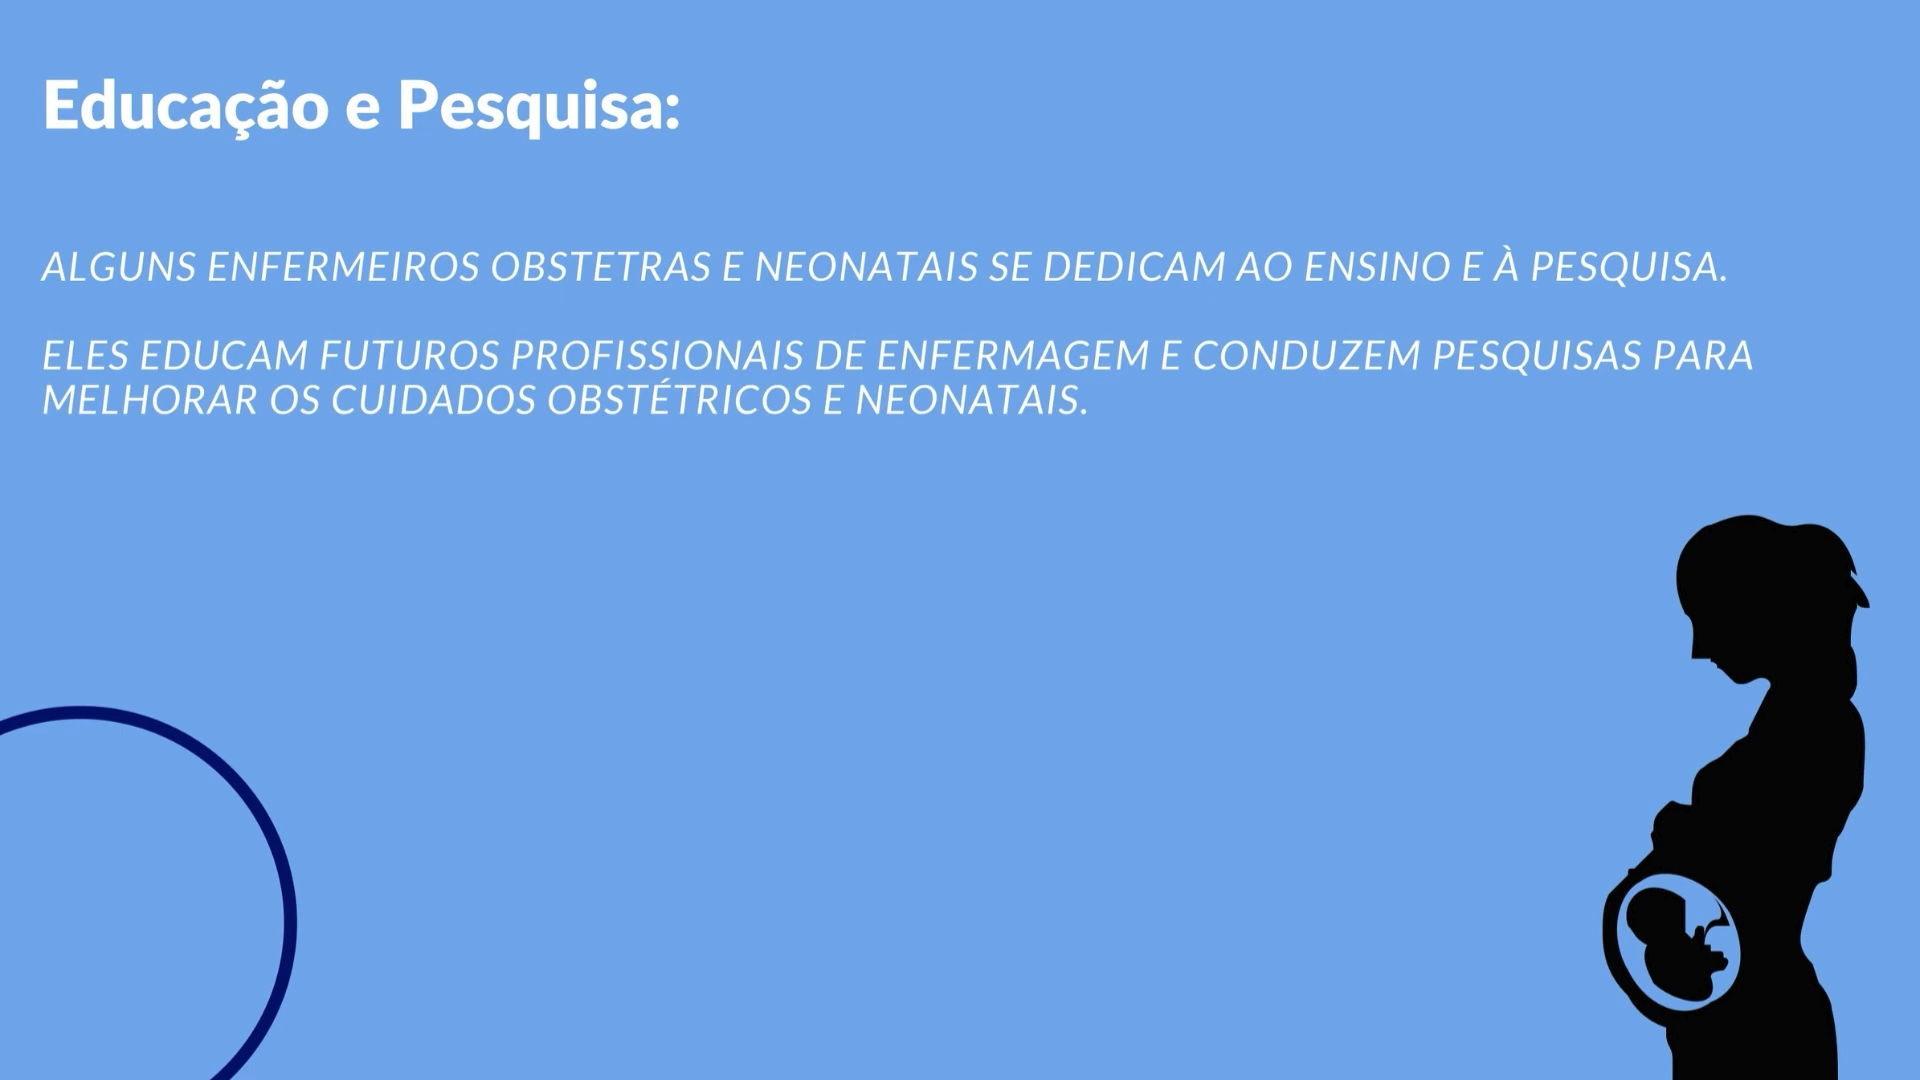 Educação e Pesquisa:
ALGUNS ENFERMEIROS OBSTETRAS E NEONATAIS SE DEDICAM AO ENSINO E À PESQUISA.
ELES EDUCAM FUTUROS PROFISSIONAIS DE ENFERMAGEM E CONDUZEM PESQUISAS PARA
MELHORAR OS CUIDADOS OBSTÉTRICOS E NEONATAIS.